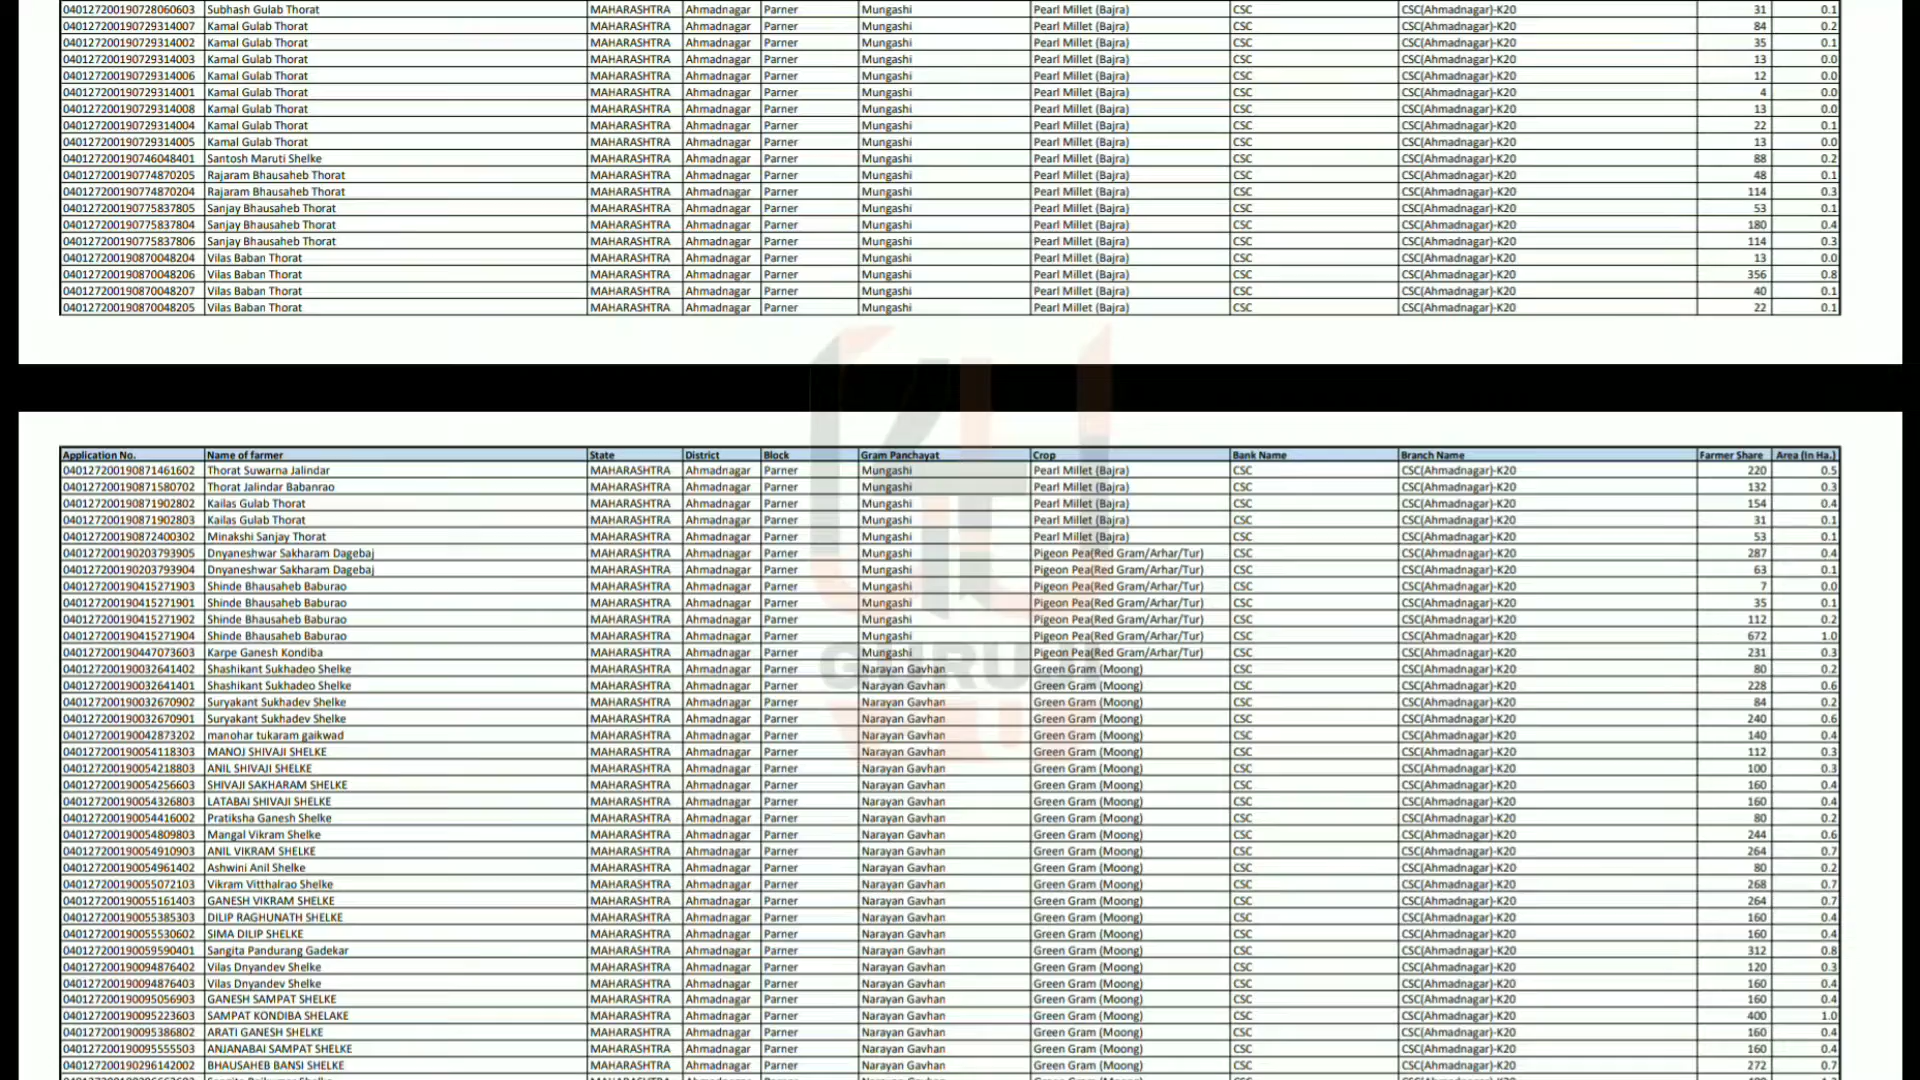 040127200190728060603 Subhash Gulab Thorat MAHARASHTRA Ahmadnagar Parner Mungashi Pearl Millet (Bajra) CSC CSC(Ahmadnagar)-K20 31 0.1
040127200190729314007 Kamal Gulab Thorat MAHARASHTRA Ahmadnagar Parner Mungashi Pearl Millet (Bajra) CSC CSC(Ahmadnagar)-K20 84 0.2
040127200190729314002 Kamal Gulab Thorat MAHARASHTRA Ahmadnagar Parner Mungashi Pearl Millet (Bajra) CSC CSC(Ahmadnagar)-K20 35 0.1
040127200190729314003 Kamal Gulab Thorat MAHARASHTRA Ahmadnagar Parner Mungashi Pearl Millet (Bajra) CSC CSC(Ahmadnagar)-K20 13 0.0
040127200190729314006 Kamal Gulab Thorat MAHARASHTRA Ahmadnagar Parner Mungashi Pearl Millet (Bajra) CSC CSC(Ahmadnagar)-K20 12 0.0
040127200190729314001 Kamal Gulab Thorat MAHARASHTRA Ahmadnagar Parner Mungashi Pearl Millet (Bajra) CSC CSC(Ahmadnagar)-K20 4 0.0
040127200190729314008 Kamal Gulab Thorat MAHARASHTRA Ahmadnagar Parner Mungashi Pearl Millet (Bajra) CSC CSC(Ahmadnagar)-K20 13 0.0
040127200190729314004 Kamal Gulab Thorat MAHARASHTRA Ahmadnagar Parner Mungashi Pearl Millet (Bajra) CSC CSC(Ahmadnagar)-K20 22 0.1
040127200190729314005 Kamal Gulab Thorat MAHARASHTRA Ahmadnagar Parner Mungashi Pearl Millet (Bajra) CSC CSC(Ahmadnagar)-K20 13 0.0
040127200190746048401 Santosh Maruti Shelke MAHARASHTRA Ahmadnagar Parner Mungashi Pearl Millet (Bajra) CSC CSC(Ahmadnagar)-K20 88 0.2
040127200190774870205 Rajaram Bhausaheb Thorat MAHARASHTRA Ahmadnagar Parner Mungashi Pearl Millet (Bajra) CSC CSC(Ahmadnagar)-K20 48 0.1
040127200190774870204 Rajaram Bhausaheb Thorat MAHARASHTRA Ahmadnagar Parner Mungashi Pearl Millet (Bajra) CSC CSC(Ahmadnagar)-K20 114 0.3
040127200190775837805 Sanjay Bhausaheb Thorat MAHARASHTRA Ahmadnagar Parner Mungashi Pearl Millet (Bajra) CSC CSC(Ahmadnagar)-K20 53 0.1
040127200190775837804 Sanjay Bhausaheb Thorat MAHARASHTRA Ahmadnagar Parner Mungashi Pearl Millet (Bajra) CSC CSC(Ahmadnagar)-K20 180 0.4
040127200190775837806 Sanjay Bhausaheb Thorat MAHARASHTRA Ahmadnagar Parner Mungashi Pearl Millet (Bajra) CSC CSC(Ahmadnagar)-K20 114 0.3
040127200190870048204 Vilas Baban Thorat MAHARASHTRA Ahmadnagar Parner Mungashi Pearl Millet (Bajra) CSC CSC(Ahmadnagar)-K20 13 0.0
040127200190870048206 Vilas Baban Thorat MAHARASHTRA Ahmadnagar Parner Mungashi Pearl Millet (Bajra) CSC CSC(Ahmadnagar)-K20 356 0.8
040127200190870048207 Vilas Baban Thorat MAHARASHTRA Ahmadnagar Parner Mungashi Pearl Millet (Bajra) CSC CSC(Ahmadnagar)-K20 40 0.1
040127200190870048205 Vilas Baban Thorat MAHARASHTRA Ahmadnagar Parner Mungashi Pearl Millet (Bajra) CSC CSC(Ahmadnagar)-K20 22 0.1
Application No. Name of farmer State District Block Gram Panchayat Crop Bank Name Branch Name Farmer Share Area (In Ha.)
040127200190871461602 Thorat Suwarna Jalindar MAHARASHTRA Ahmadnagar Parner Mungashi Pearl Millet (Bajra) CSC CSC(Ahmadnagar)-K20 220 0.5
040127200190871580702 Thorat Jalindar Babanrao MAHARASHTRA Ahmadnagar Parner Mungashi Pearl Millet (Bajra) CSC CSC(Ahmadnagar)-K20 132 0.3
040127200190871902802 Kailas Gulab Thorat MAHARASHTRA Ahmadnagar Parner Mungashi Pearl Millet (Bajra) CSC CSC(Ahmadnagar)-K20 154 0.4
040127200190871902803 Kailas Gulab Thorat MAHARASHTRA Ahmadnagar Parner Mungashi Pearl Millet (Bajra) CSC CSC(Ahmadnagar)-K20 31 0.1
040127200190872400302 Minakshi Sanjay Thorat MAHARASHTRA Ahmadnagar Parner Mungashi Pearl Millet (Bajra) CSC CSC(Ahmadnagar)-K20 53 0.1
040127200190203793905 Dnyaneshwar Sakharam Dagebaj MAHARASHTRA Ahmadnagar Parner Mungashi Pigeon Pea(Red Gram/Arhar/Tur) CSC CSC(Ahmadnagar)-K20 287 0.4
040127200190203793904 Dnyaneshwar Sakharam Dagebaj MAHARASHTRA Ahmadnagar Parner Mungashi Pigeon Pea(Red Gram/Arhar/Tur) CSC CSC(Ahmadnagar)-K20 63 0.1
040127200190415271903 Shinde Bhausaheb Baburao MAHARASHTRA Ahmadnagar Parner Mungashi Pigeon Pea(Red Gram/Arhar/Tur) CSC CSC(Ahmadnagar)-K20 7 0.0
040127200190415271901 Shinde Bhausaheb Baburao MAHARASHTRA Ahmadnagar Parner Mungashi Pigeon Pea(Red Gram/Arhar/Tur) CSC CSC(Ahmadnagar)-K20 35 0.1
040127200190415271902 Shinde Bhausaheb Baburao MAHARASHTRA Ahmadnagar Parner Mungashi Pigeon Pea(Red Gram/Arhar/Tur) CSC CSC(Ahmadnagar)-K20 112 0.2
040127200190415271904 Shinde Bhausaheb Baburao MAHARASHTRA Ahmadnagar Parner Mungashi Pigeon Pea(Red Gram/Arhar/Tur) CSC CSC(Ahmadnagar)-K20 672 1.0
040127200190447073603 Karpe Ganesh Kondiba MAHARASHTRA Ahmadnagar Parner Mungashi Pigeon Pea(Red Gram/Arhar/Tur) CSC CSC(Ahmadnagar)-K20 231 0.3
040127200190032641402 Shashikant Sukhadeo Shelke MAHARASHTRA Ahmadnagar Parner Narayan Gavhan Green Gram (Moong) CSC CSC(Ahmadnagar)-K20 80 0.2
040127200190032641401 Shashikant Sukhadeo Shelke MAHARASHTRA Ahmadnagar Parner Narayan Gavhan Green Gram (Moong) CSC CSC(Ahmadnagar)-K20 228 0.6
040127200190032670902 Suryakant Sukhadev Shelke MAHARASHTRA Ahmadnagar Parner Narayan Gavhan Green Gram (Moong) CSC CSC(Ahmadnagar)-K20 84 0.2
040127200190032670901 Suryakant Sukhadev Shelke MAHARASHTRA Ahmadnagar Parner Narayan Gavhan Green Gram (Moong) CSC CSC(Ahmadnagar)-K20 240 0.6
040127200190042873202 manohar tukaram gaikwad MAHARASHTRA Ahmadnagar Parner Narayan Gavhan Green Gram (Moong) CSC CSC(Ahmadnagar)-K20 140 0.4
040127200190054118303 MANOJ SHIVAJI SHELKE MAHARASHTRA Ahmadnagar Parner Narayan Gavhan Green Gram (Moong) CSC CSC(Ahmadnagar)-K20 112 0.3
040127200190054218803 ANIL SHIVAJI SHELKE MAHARASHTRA Ahmadnagar Parner Narayan Gavhan Green Gram (Moong) CSC CSC(Ahmadnagar)-K20 100 0.3
040127200190054256603 SHIVAJI SAKHARAM SHELKE MAHARASHTRA Ahmadnagar Parner Narayan Gavhan Green Gram (Moong) CSC CSC(Ahmadnagar)-K20 160 0.4
040127200190054326803 LATABAI SHIVAJI SHELKE MAHARASHTRA Ahmadnagar Parner Narayan Gavhan Green Gram (Moong) CSC CSC(Ahmadnagar)-K20 160 0.4
040127200190054416002 Pratiksha Ganesh Shelke MAHARASHTRA Ahmadnagar Parner Narayan Gavhan Green Gram (Moong) CSC CSC(Ahmadnagar)-K20 80 0.2
040127200190054809803 Mangal Vikram Shelke MAHARASHTRA Ahmadnagar Parner Narayan Gavhan Green Gram (Moong) CSC CSC(Ahmadnagar)-K20 244 0.6
040127200190054910903 ANIL VIKRAM SHELKE MAHARASHTRA Ahmadnagar Parner Narayan Gavhan Green Gram (Moong) CSC CSC(Ahmadnagar)-K20 264 0.7
040127200190054961402 Ashwini Anil Shelke MAHARASHTRA Ahmadnagar Parner Narayan Gavhan Green Gram (Moong) CSC CSC(Ahmadnagar)-K20 80 0.2
040127200190055072103 Vikram Vitthalrao Shelke MAHARASHTRA Ahmadnagar Parner Narayan Gavhan Green Gram (Moong) CSC CSC(Ahmadnagar)-K20 268 0.7
040127200190055161403 GANESH VIKRAM SHELKE MAHARASHTRA Ahmadnagar Parner Narayan Gavhan Green Gram (Moong) CSC CSC(Ahmadnagar)-K20 264 0.7
040127200190055385303 DILIP RAGHUNATH SHELKE MAHARASHTRA Ahmadnagar Parner Narayan Gavhan Green Gram (Moong) CSC CSC(Ahmadnagar)-K20 160 0.4
040127200190055530602 SIMA DILIP SHELKE MAHARASHTRA Ahmadnagar Parner Narayan Gavhan Green Gram (Moong) CSC CSC(Ahmadnagar)-K20 160 0.4
040127200190059590401 Sangita Pandurang Gadekar MAHARASHTRA Ahmadnagar Parner Narayan Gavhan Green Gram (Moong) CSC CSC(Ahmadnagar)-K20 312 0.8
040127200190094876402 Vilas Dnyandev Shelke MAHARASHTRA Ahmadnagar Parner Narayan Gavhan Green Gram (Moong) CSC CSC(Ahmadnagar)-K20 120 0.3
040127200190094876403 Vilas Dnyandev Shelke MAHARASHTRA Ahmadnagar Parner Narayan Gavhan Green Gram (Moong) CSC CSC(Ahmadnagar)-K20 160 0.4
040127200190095056903 GANESH SAMPAT SHELKE MAHARASHTRA Ahmadnagar Parner Narayan Gavhan Green Gram (Moong) CSC CSC(Ahmadnagar)-K20 160 0.4
040127200190095223603 SAMPAT KONDIBA SHELAKE MAHARASHTRA Ahmadnagar Parner Narayan Gavhan Green Gram (Moong) CSC CSC(Ahmadnagar)-K20 400 1.0
040127200190095386802 ARATI GANESH SHELKE MAHARASHTRA Ahmadnagar Parner Narayan Gavhan Green Gram (Moong) CSC CSC(Ahmadnagar)-K20 160 0.4
040127200190095555503 ANJANABAI SAMPAT SHELKE MAHARASHTRA Ahmadnagar Parner Narayan Gavhan Green Gram (Moong) CSC CSC(Ahmadnagar)-K20 160 0.4
040127200190296142002 BHAUSAHEB BANSI SHELKE MAHARASHTRA Ahmadnagar Parner Narayan Gavhan Green Gram (Moong) CSC CSC(Ahmadnagar)-K20 272 0.7